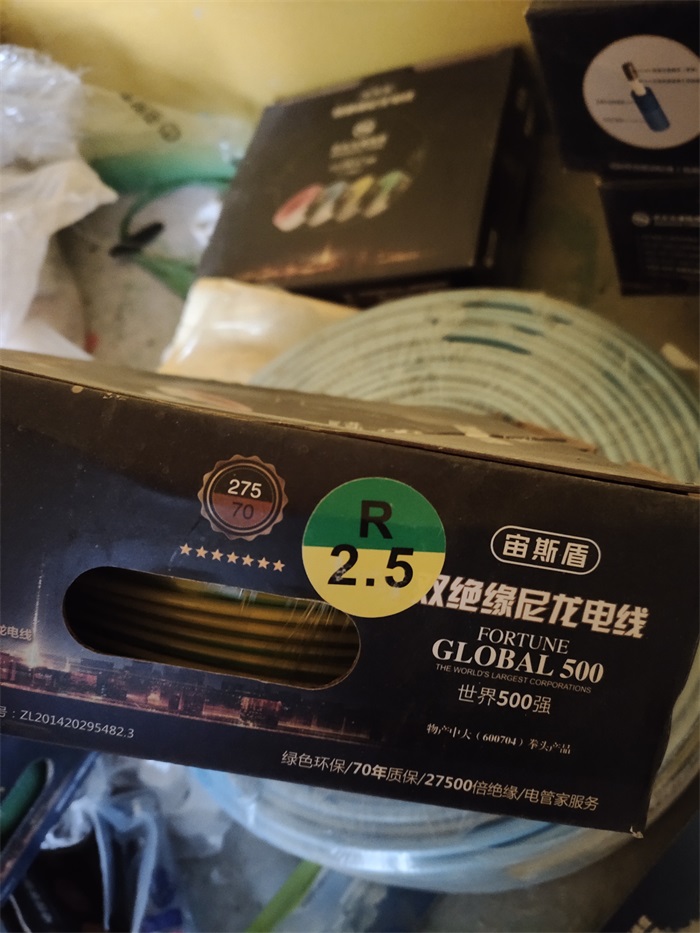 275
70
R
2.5
宙斯盾
双绝缘尼龙电线
FORTUNE
GLOBAL 500
THE WORLD'S LARGEST CORPORATIONS
世界500强
物产中大（600704）拳头产品
龙电线
号：ZL201420295482.3
绿色环保/70年质保/27500倍绝缘/电管家服务